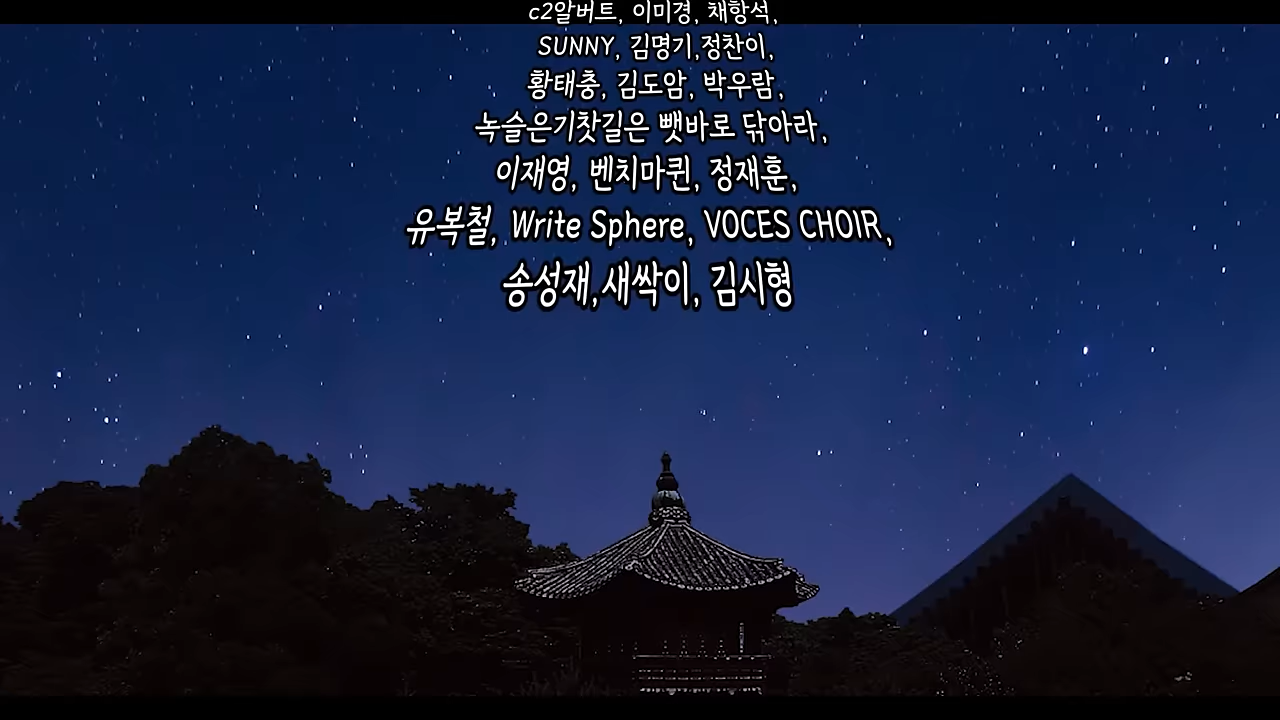 c2알버트, 이미경, 채항석,
SUNNY, 김명기,정찬이,
황태충, 김도암, 박우람,
녹슬은기찻길은 뺏바로 닦아라,
이재영, 벤치마퀸, 정재훈,
유복철, Write Sphere, VOCES CHOIR,
송성재,새싹이, 김시형